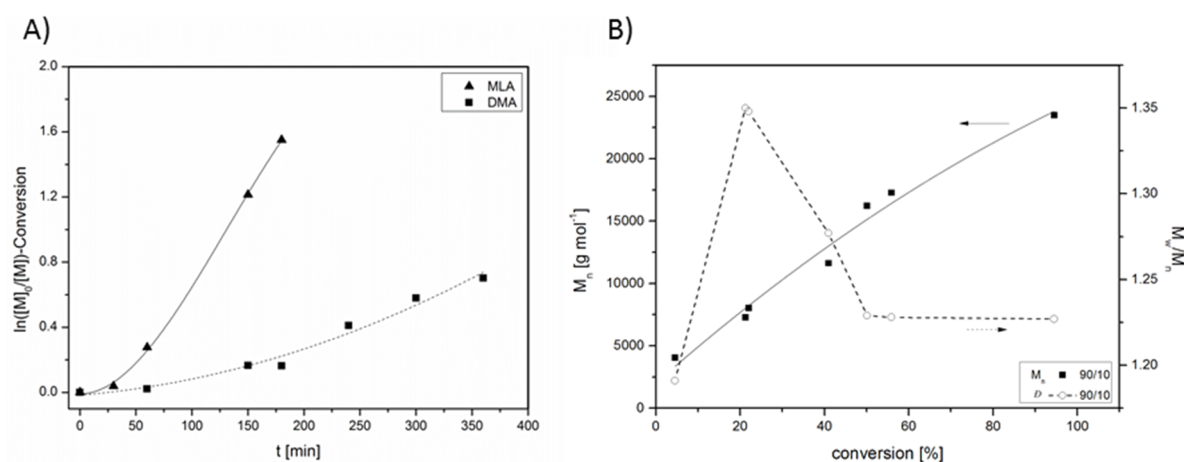 A)
B)
ln([M]₀/[M])-Conversion
2.0
1.6
1.2
0.8
0.4
0.0
MLA
DMA
0
50
100
150
200
250
300
350
400
t [min]
Mₙ [g mol⁻¹]
25000
20000
15000
10000
5000
0
0
20
40
60
80
100
conversion [%]
1.35
1.30
1.25
1.20
M_w/Mₙ
Mₙ 90/10
Đ 90/10